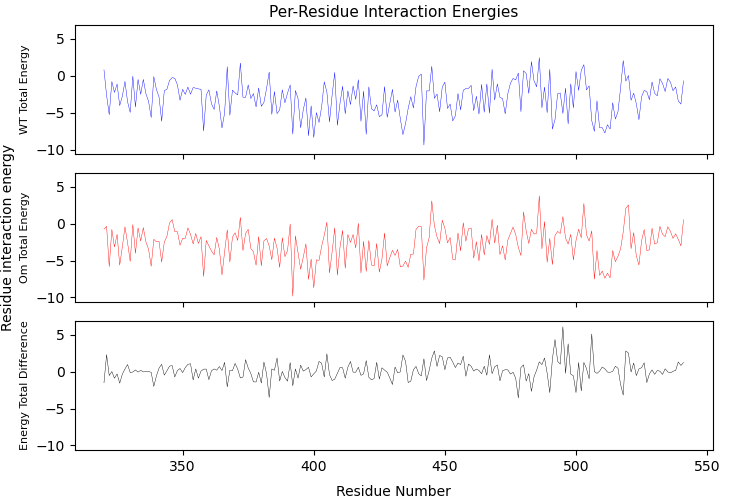 Per-Residue Interaction Energies
Residue interaction energy
WT Total Energy
5
0
−5
−10
Om Total Energy
5
0
−5
−10
Energy Total Difference
5
0
−5
−10
350
400
450
500
550
Residue Number